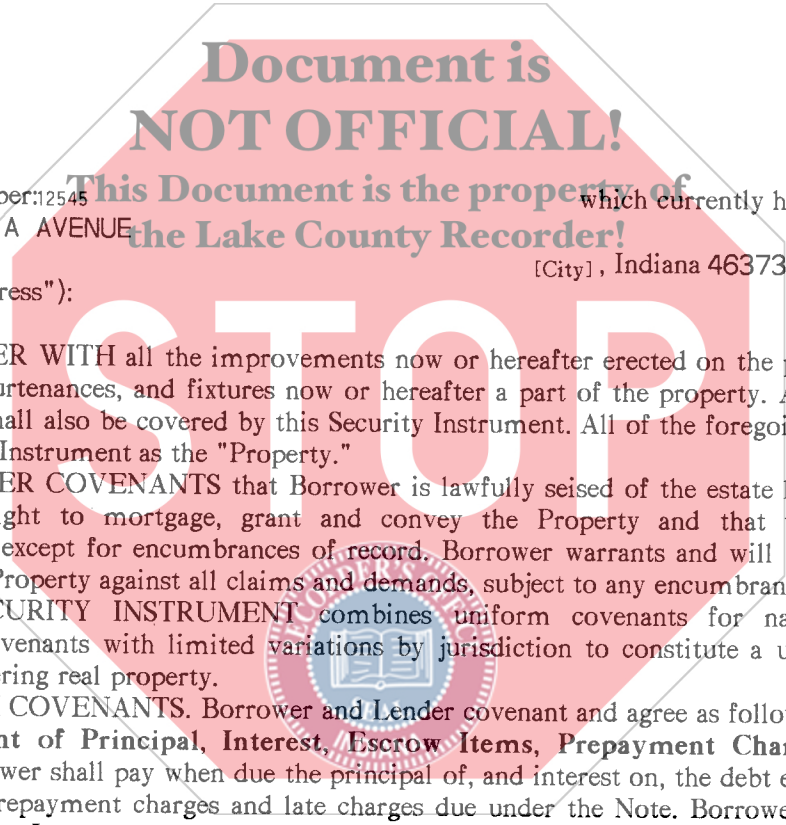 Document is
NOT OFFICIAL!
This Document is the property of
the Lake County Recorder!
ber:12545 which currently h
A AVENUE
[City], Indiana 46373
ress"):
STOP
ER WITH all the improvements now or hereafter erected on the p
urtenances, and fixtures now or hereafter a part of the property. A
hall also be covered by this Security Instrument. All of the foregoi
Instrument as the "Property."
ER COVENANTS that Borrower is lawfully seised of the estate
ght to mortgage, grant and convey the Property and that
except for encumbrances of record. Borrower warrants and will
Property against all claims and demands, subject to any encumbran
CURITY INSTRUMENT combines uniform covenants for na
venants with limited variations by jurisdiction to constitute a u
ring real property.
COVENANTS. Borrower and Lender covenant and agree as follow
nt of Principal, Interest, Escrow Items, Prepayment Char
wer shall pay when due the principal of, and interest on, the debt e
repayment charges and late charges due under the Note. Borrowe